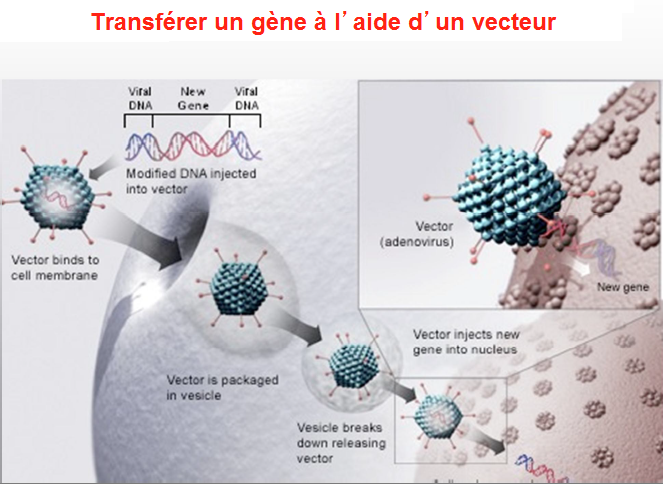 Transférer un gène à l’aide d’un vecteur
Viral New Viral
DNA Gene DNA
Modified DNA injected
into vector
Vector binds to
cell membrane
Vector is packaged
in vesicle
Vesicle breaks
down releasing
vector
Vector injects new
gene into nucleus
Vector
(adenovirus)
New gene